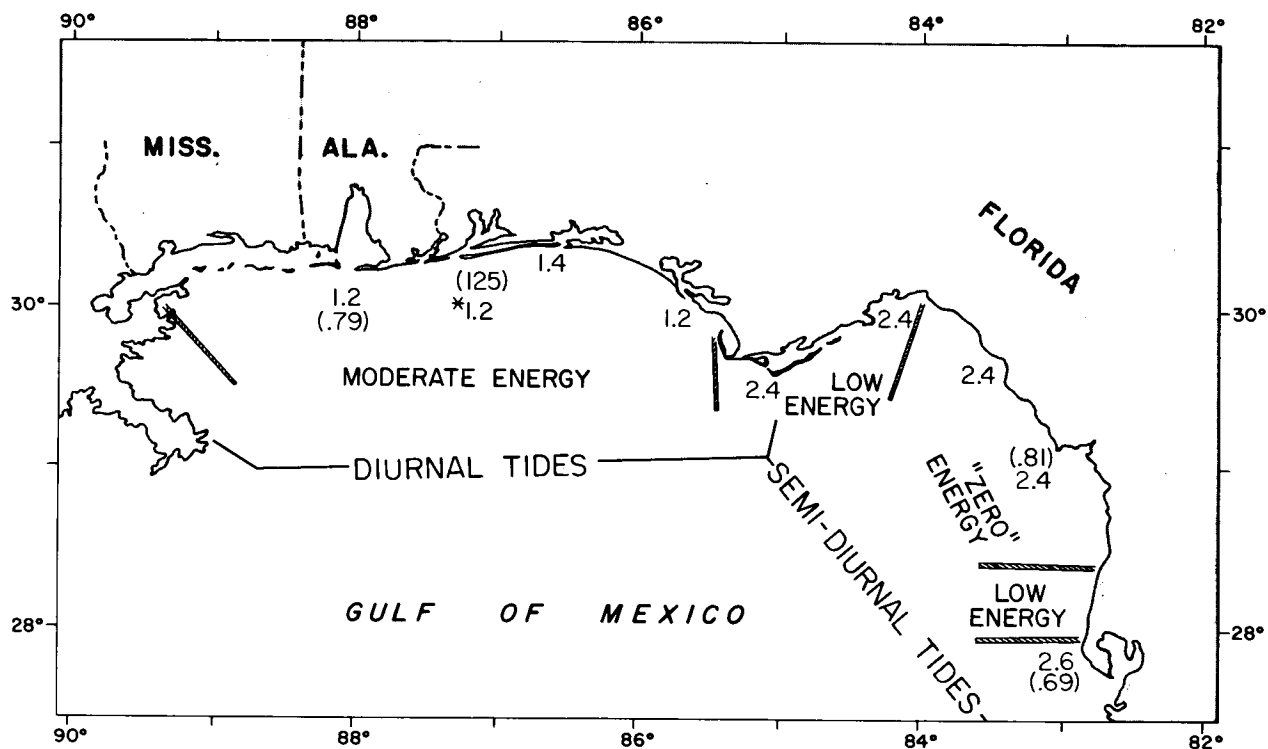 90°
88°
86°
84°
82°
MISS.
ALA.
FLORIDA
30°
30°
1.2
(.79)
(125)
*1.2
1.4
1.2
2.4
2.4
2.4
(.81)
2.4
MODERATE ENERGY
LOW
ENERGY
DIURNAL TIDES
SEMI-DIURNAL TIDES
"ZERO"
ENERGY
LOW
ENERGY
GULF OF MEXICO
28°
28°
2.6
(.69)
90°
88°
86°
84°
82°